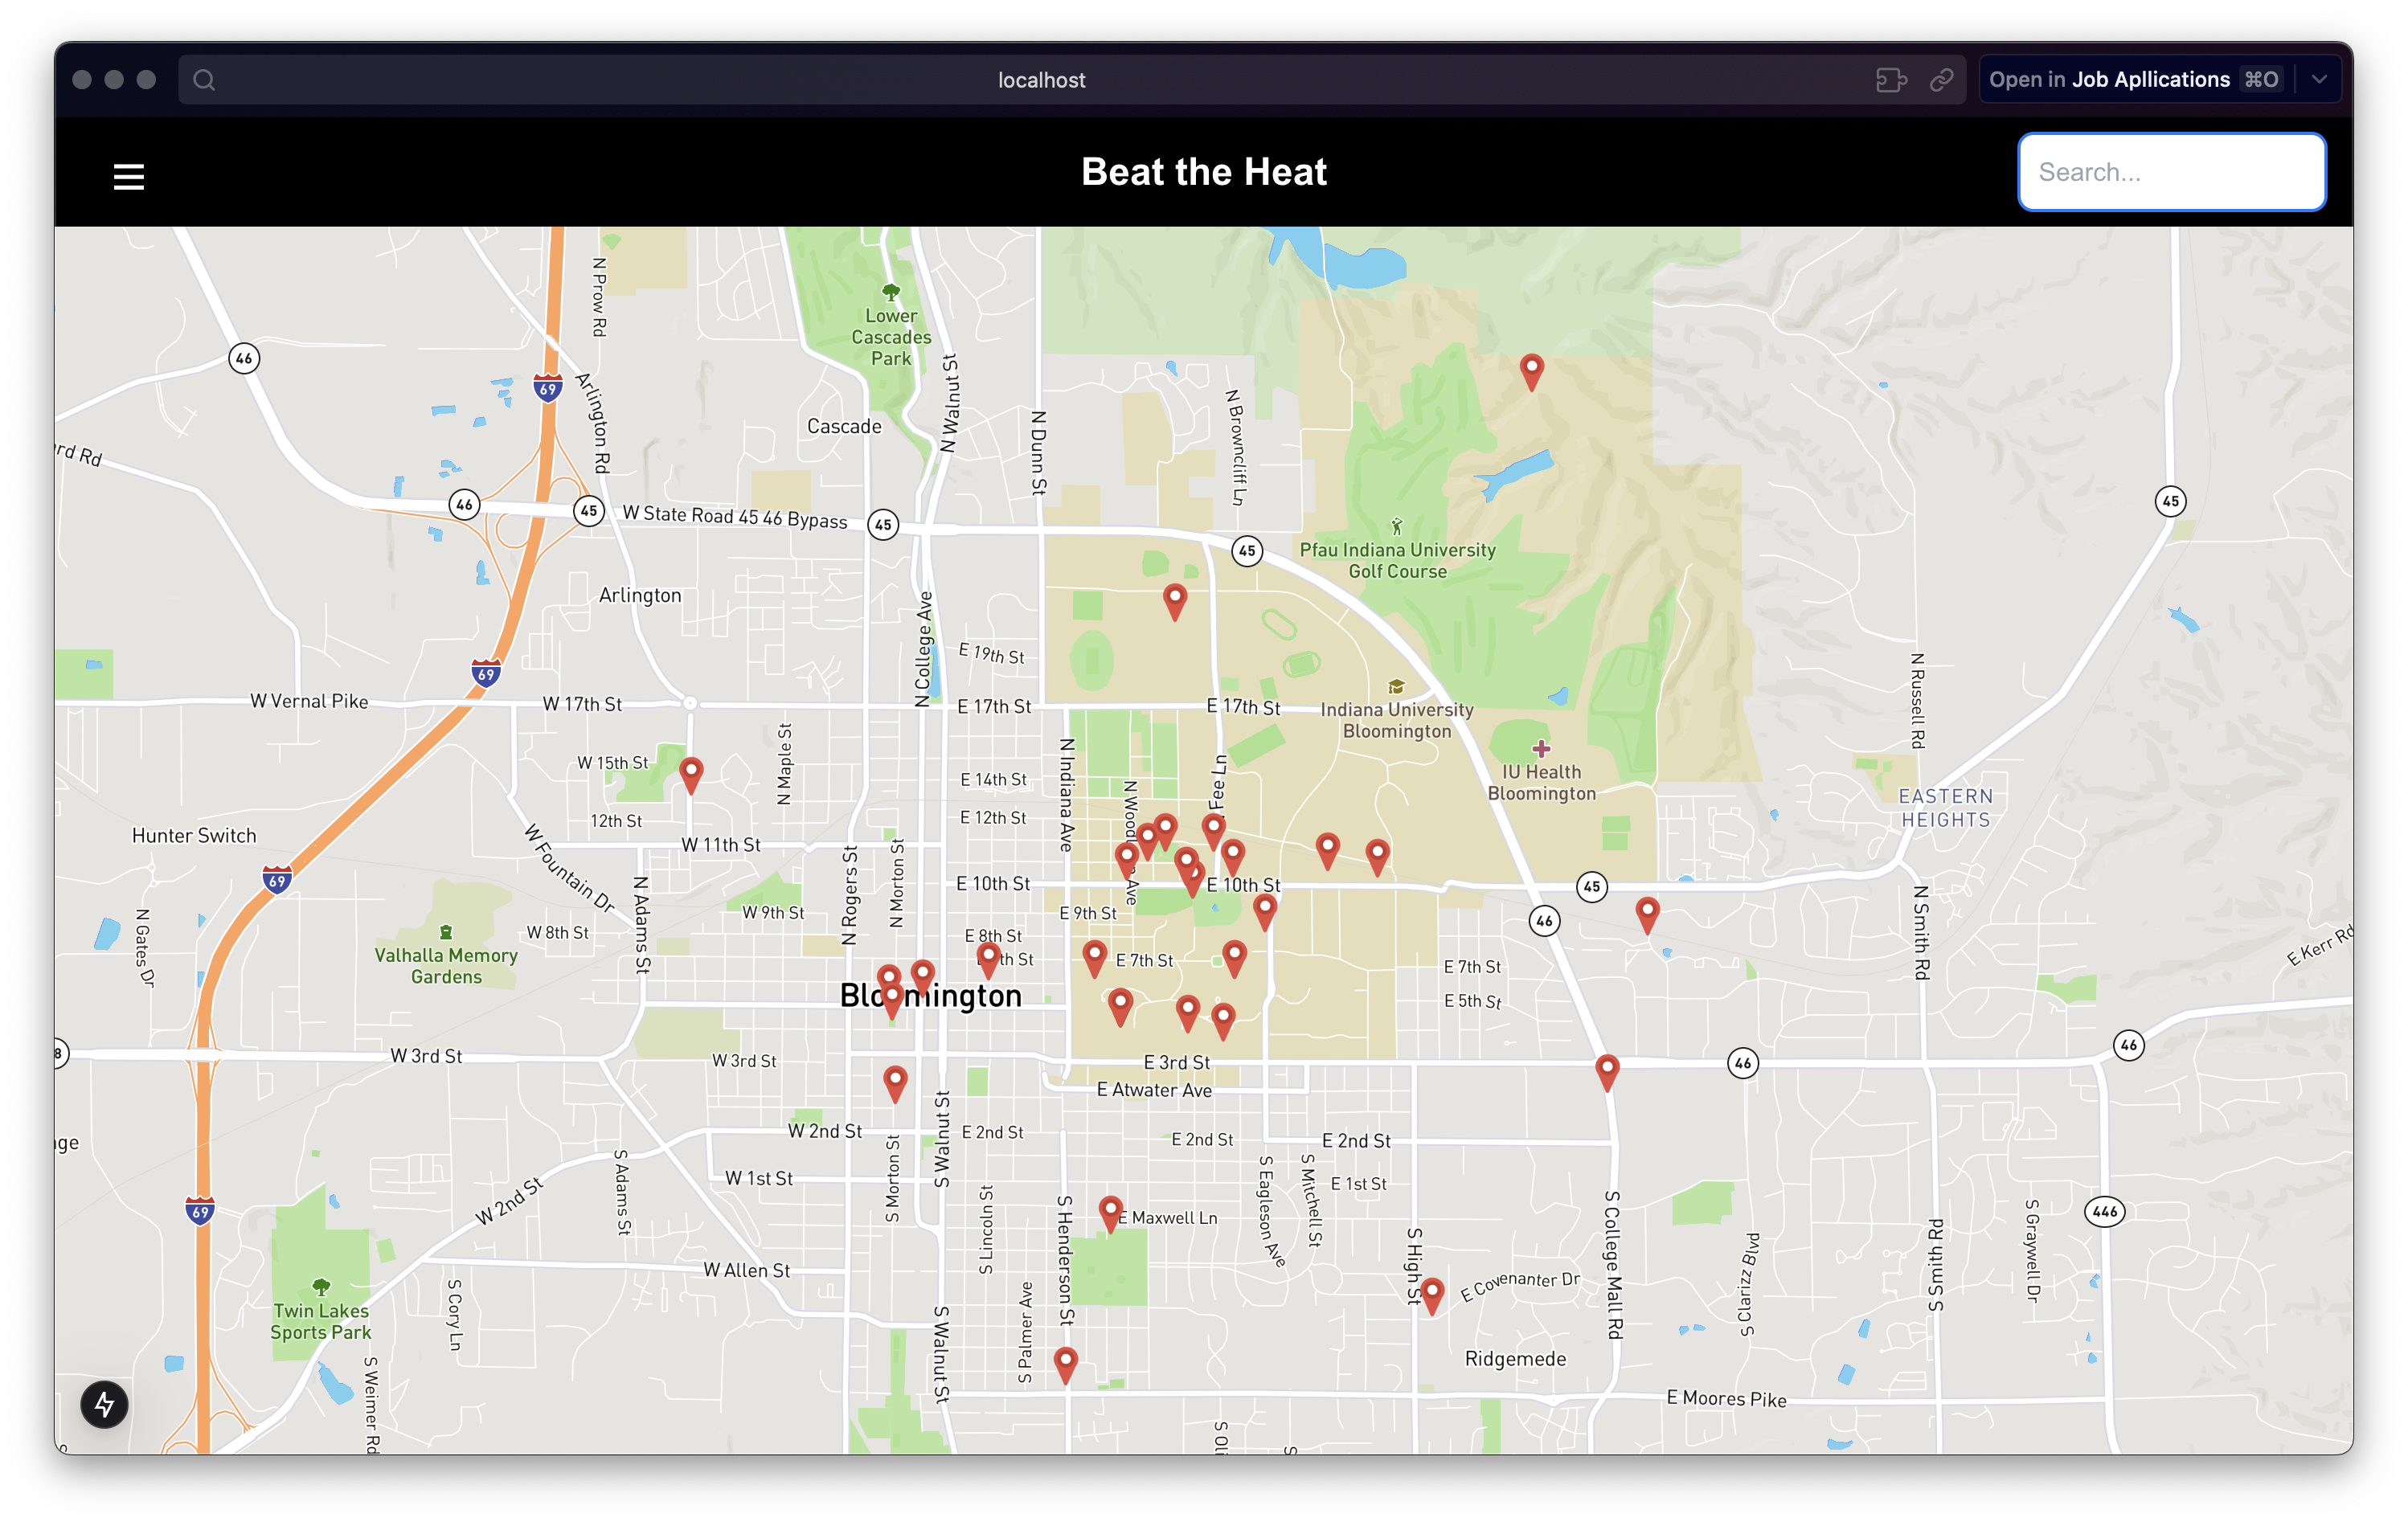 localhost
Open in Job Apllications ⌘O
Beat the Heat
Search...
N Prow Rd
Lower
Cascades
Park
46
69
Arlington Rd
N Walnut St
N Dunn St
N Browncliff Ln
Cascade
ard Rd
46
45
W State Road 45 46 Bypass
45
45
45
Pfau Indiana University
Golf Course
Arlington
N College Ave
E 19th St
69
W Vernal Pike
W 17th St
E 17th St
E 17th St
Indiana University
Bloomington
N Russell Rd
W 15th St
N Maple St
N Indiana Ave
E 14th St
Fee Ln
IU Health
Bloomington
EASTERN
HEIGHTS
12th St
E 12th St
Hunter Switch
W Fountain Dr
W 11th St
69
N Adams St
N Rogers St
N Morton St
E 10th St
E 10th St
45
N Smith Rd
N Gates Dr
W 9th St
E 9th St
46
W 8th St
E 8th St
Valhalla Memory
Gardens
E 7th St
E 7th St
E Kerr Rd
Bloomington
E 5th St
W 3rd St
W 3rd St
E 3rd St
46
46
E Atwater Ave
W 2nd St
E 2nd St
E 2nd St
E 2nd St
S Walnut St
S Morton St
S Adams St
W 1st St
E 1st St
W 2nd St
69
S Lincoln St
S Henderson St
E Maxwell Ln
S Eagleson Ave
S Mitchell St
S High St
S College Mall Rd
446
S Graywell Dr
S Smith Rd
S Clarizz Blvd
W Allen St
E Covenanter Dr
Twin Lakes
Sports Park
S Cory Ln
S Palmer Ave
S Walnut St
Ridgemede
S Weimer Rd
E Moores Pike